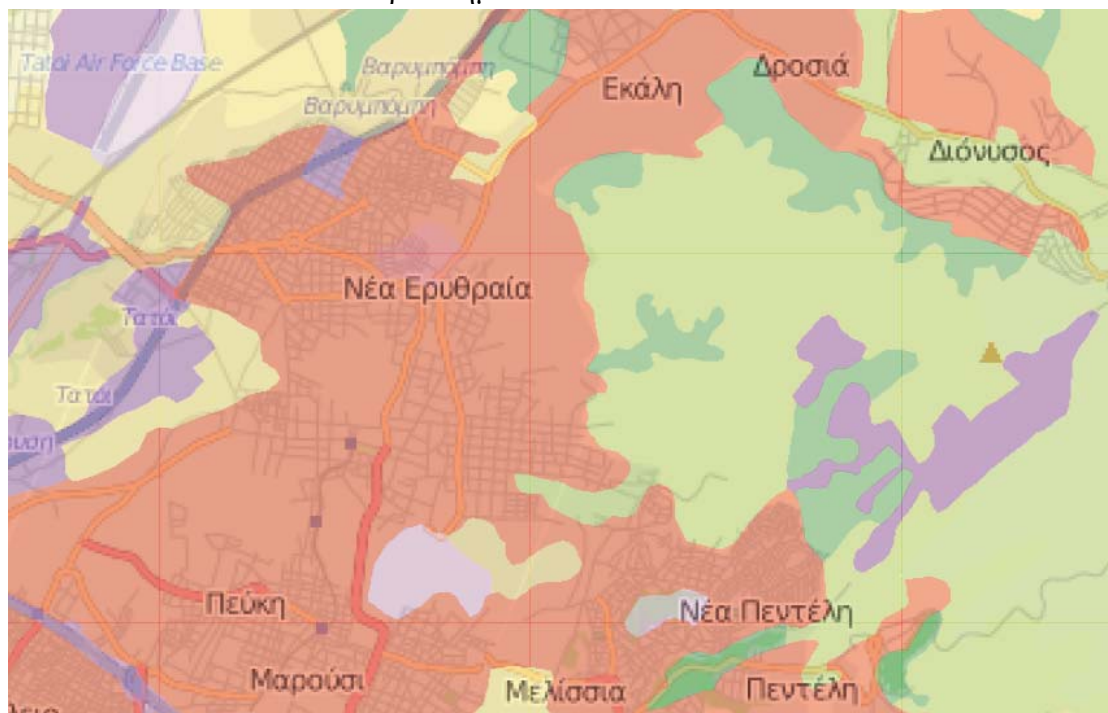 Tatoi Air Force Base
Βαρυμπόμπη
Βαρυμπόμπη
Εκάλη
Δροσιά
Διόνυσος
Νέα Ερυθραία
Τατόι
Τατόι
Πεύκη
Νέα Πεντέλη
Μαρούσι
Μελίσσια
Πεντέλη